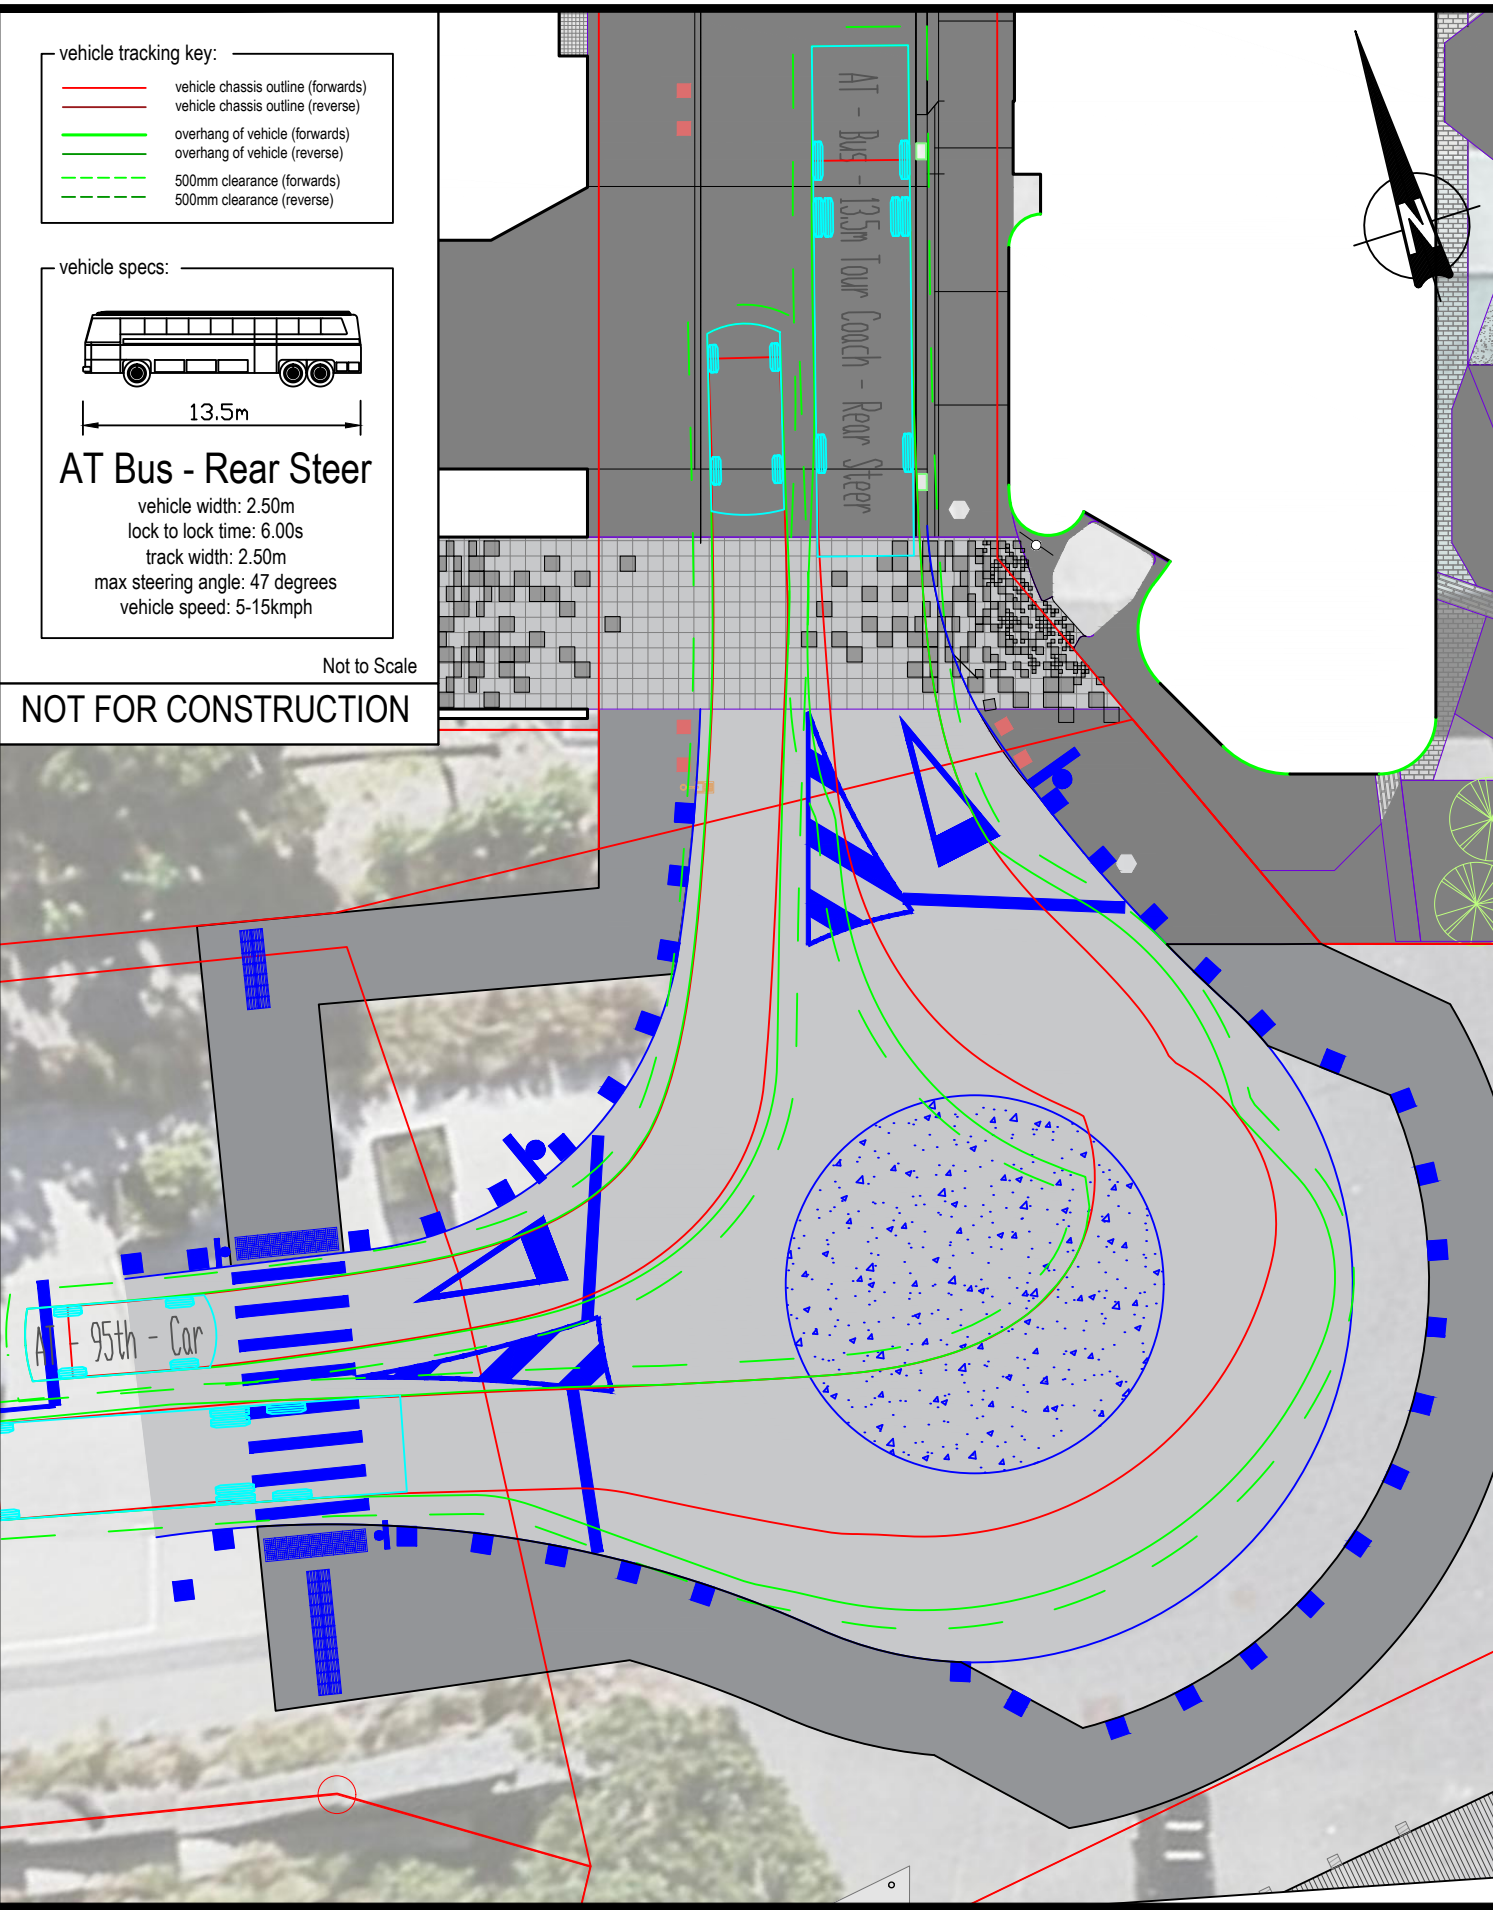 vehicle tracking key:
vehicle chassis outline (forwards)
vehicle chassis outline (reverse)
overhang of vehicle (forwards)
overhang of vehicle (reverse)
500mm clearance (forwards)
500mm clearance (reverse)
vehicle specs:
13.5m
AT Bus - Rear Steer
vehicle width: 2.50m
lock to lock time: 6.00s
track width: 2.50m
max steering angle: 47 degrees
vehicle speed: 5-15kmph
Not to Scale
NOT FOR CONSTRUCTION
AT - Bus - 13.5m Tour Coach - Rear Steer
N
AT - 95th - Car